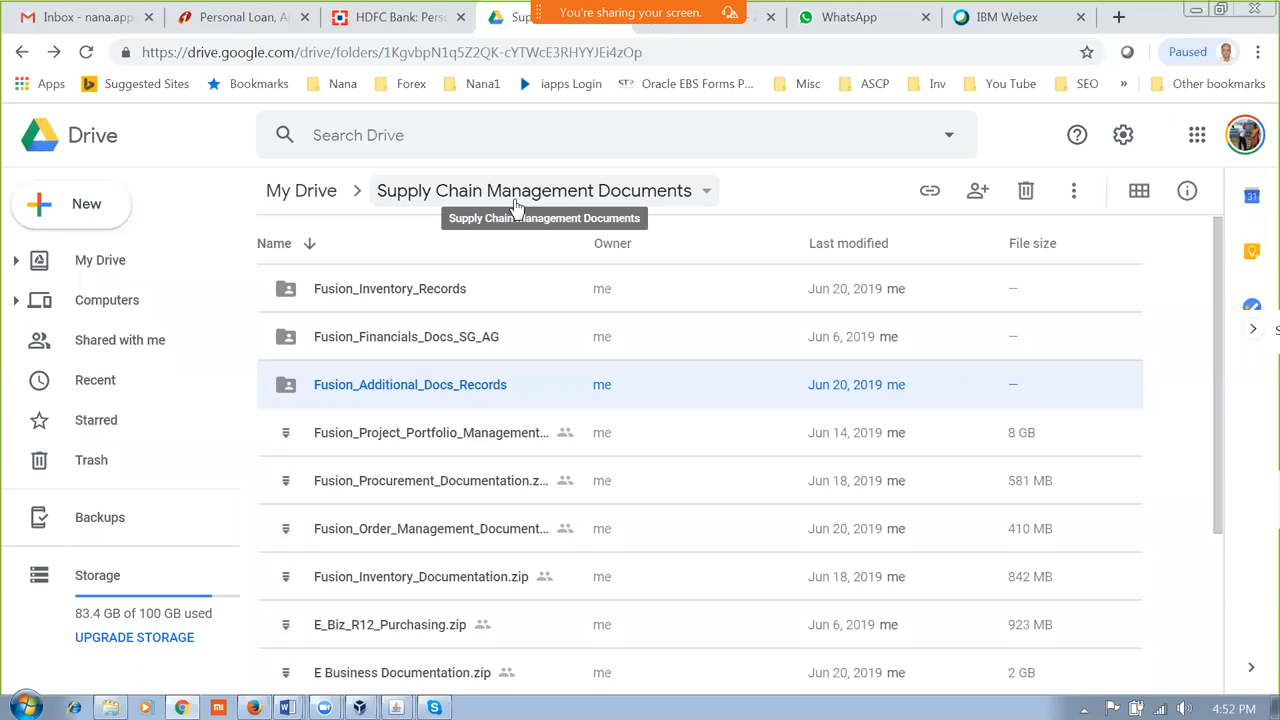 Inbox - nana.app
Personal Loan, A
HDFC Bank: Pers
Sup
You're sharing your screen.
WhatsApp
IBM Webex
https://drive.google.com/drive/folders/1KgvbpN1q5Z2QK-cYTWcE3RHYYJEi4zOp
Paused
Apps
Suggested Sites
Bookmarks
Nana
Forex
Nana1
iapps Login
Oracle EBS Forms P...
Misc
ASCP
Inv
You Tube
SEO
»
Other bookmarks
Drive
Search Drive
New
My Drive
Supply Chain Management Documents
Supply Chain Management Documents
Name
Owner
Last modified
File size
My Drive
Computers
Shared with me
Recent
Starred
Trash
Backups
Storage
83.4 GB of 100 GB used
UPGRADE STORAGE
Fusion_Inventory_Records me Jun 20, 2019 me –
Fusion_Financials_Docs_SG_AG me Jun 6, 2019 me –
Fusion_Additional_Docs_Records me Jun 20, 2019 me –
Fusion_Project_Portfolio_Management... me Jun 14, 2019 me 8 GB
Fusion_Procurement_Documentation.z... me Jun 18, 2019 me 581 MB
Fusion_Order_Management_Document... me Jun 20, 2019 me 410 MB
Fusion_Inventory_Documentation.zip me Jun 18, 2019 me 842 MB
E_Biz_R12_Purchasing.zip me Jun 6, 2019 me 923 MB
E Business Documentation.zip me Jun 20, 2019 me 2 GB
31
4:52 PM